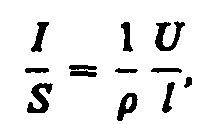 I/S = 1/ρ U/l,